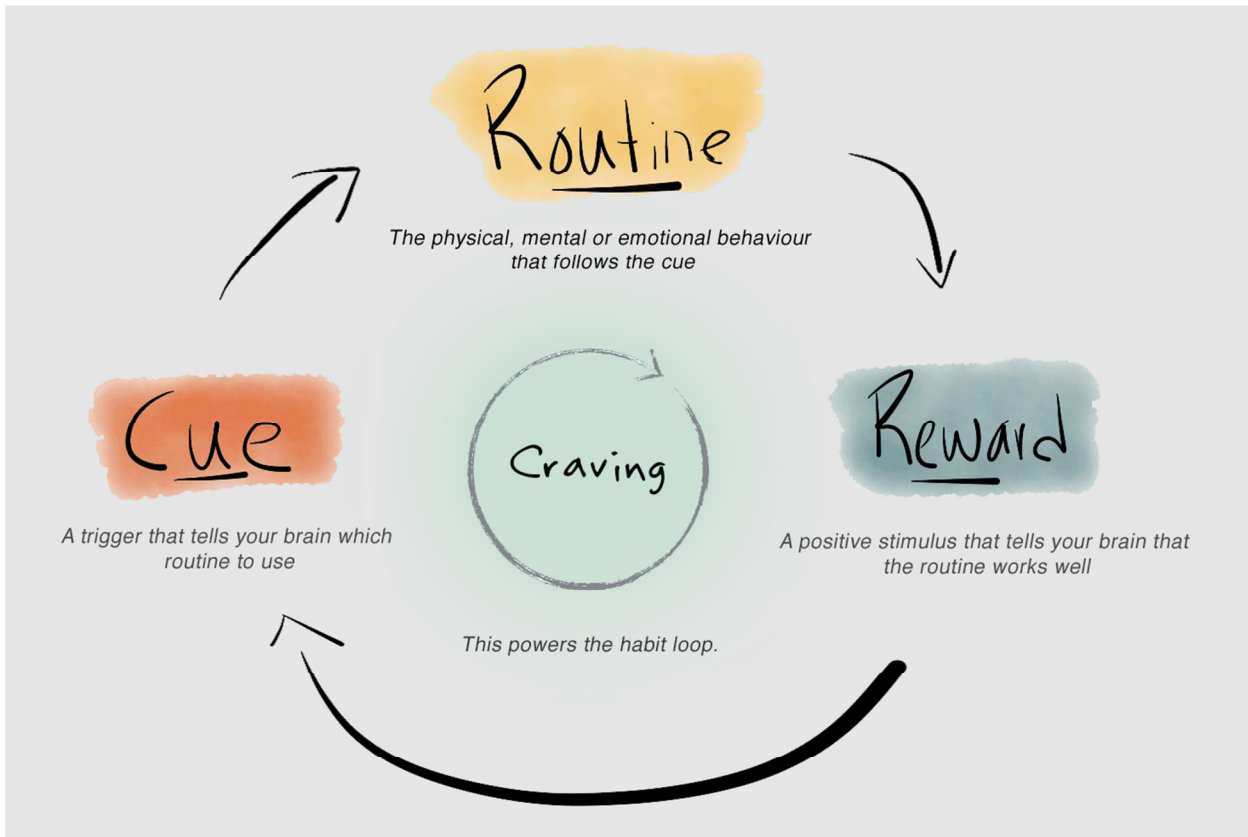 Routine
The physical, mental or emotional behaviour
that follows the cue
Cue
A trigger that tells your brain which
routine to use
Craving
This powers the habit loop.
Reward
A positive stimulus that tells your brain that
the routine works well